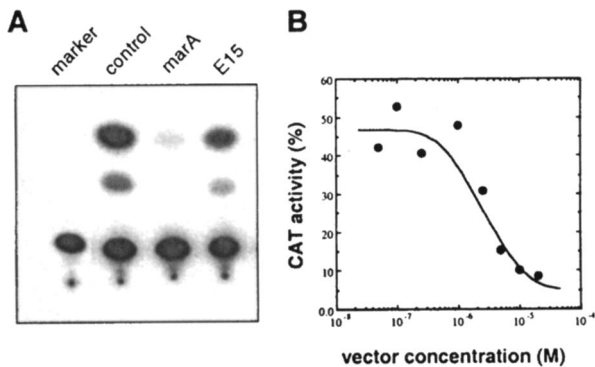 A
marker
control
marA
E15
B
CAT activity (%)
60
50
40
30
20
10
0.0
10⁻⁸
10⁻⁷
10⁻⁶
10⁻⁵
10⁻⁴
vector concentration (M)